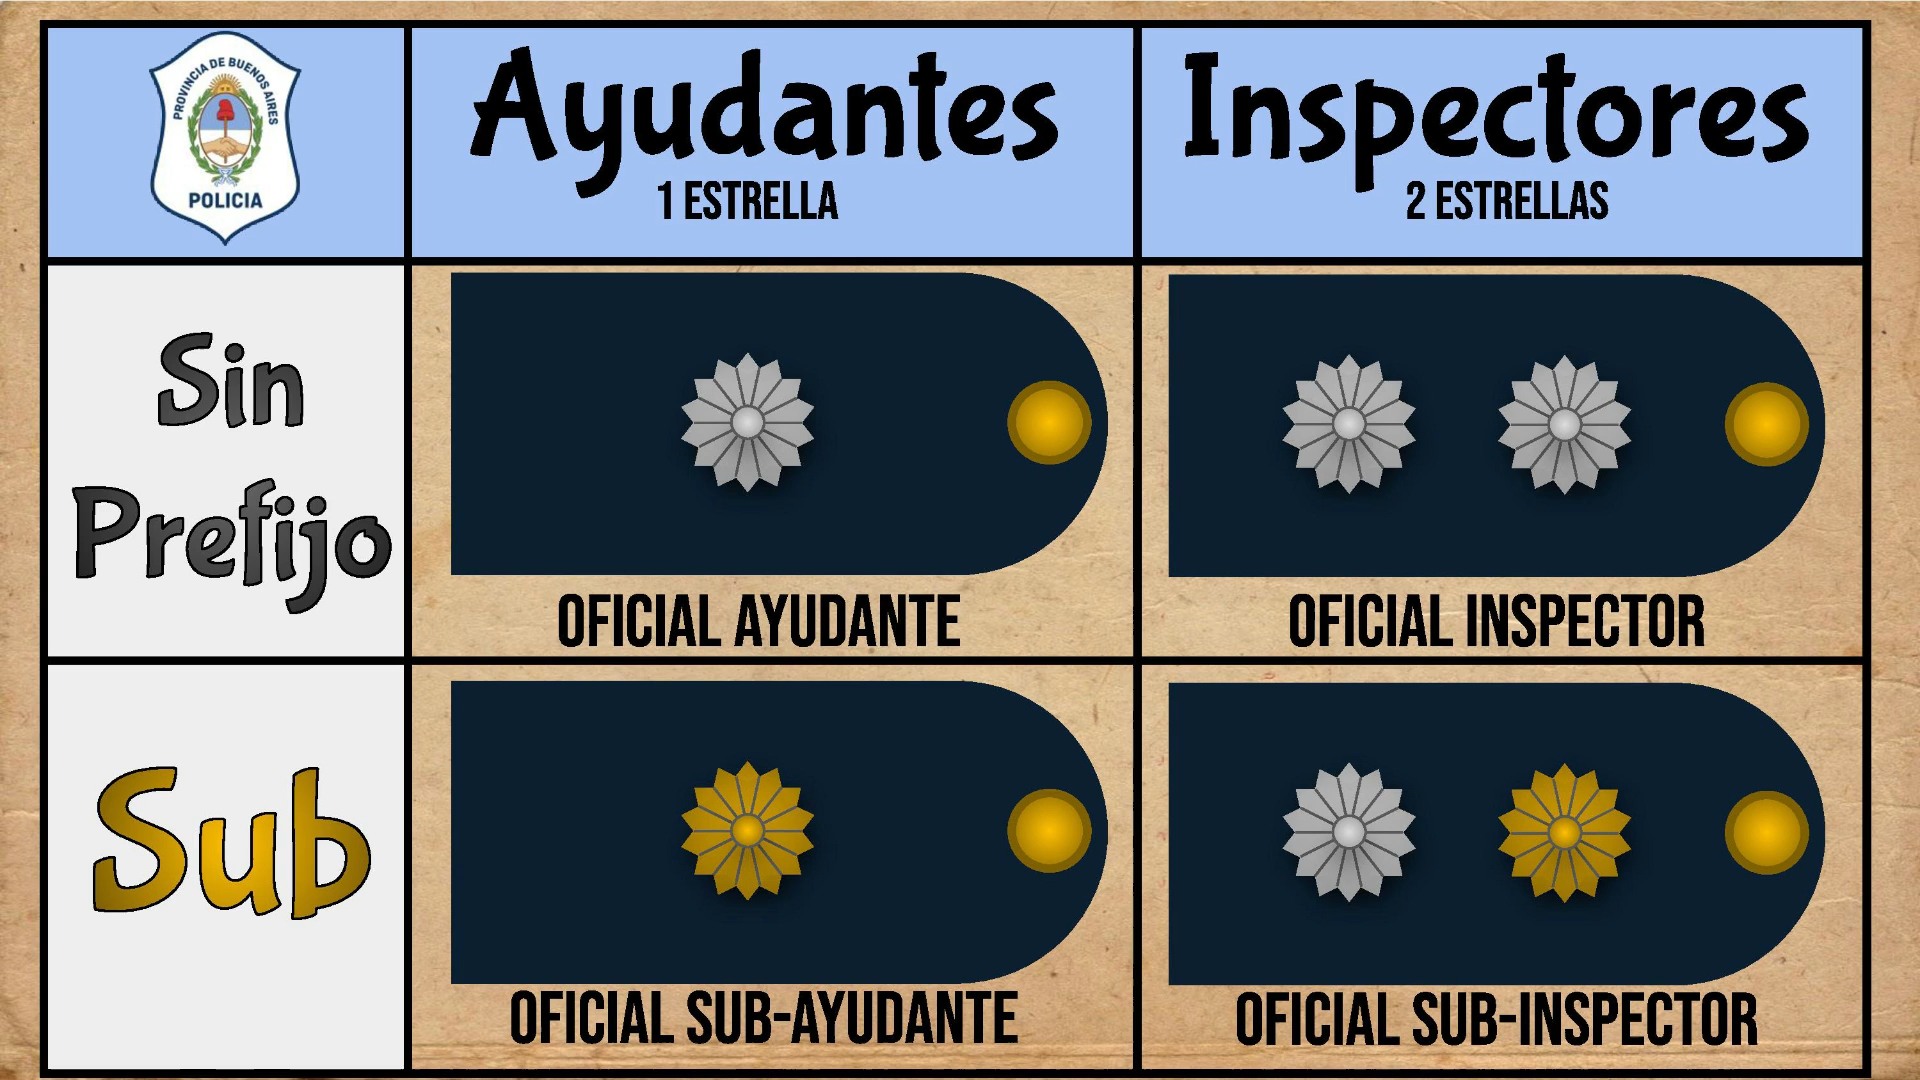 PROVINCIA DE BUENOS AIRES
POLICIA
Ayudantes
1 ESTRELLA
Inspectores
2 ESTRELLAS
Sin
Prefijo
OFICIAL AYUDANTE
OFICIAL INSPECTOR
Sub
OFICIAL SUB-AYUDANTE
OFICIAL SUB-INSPECTOR